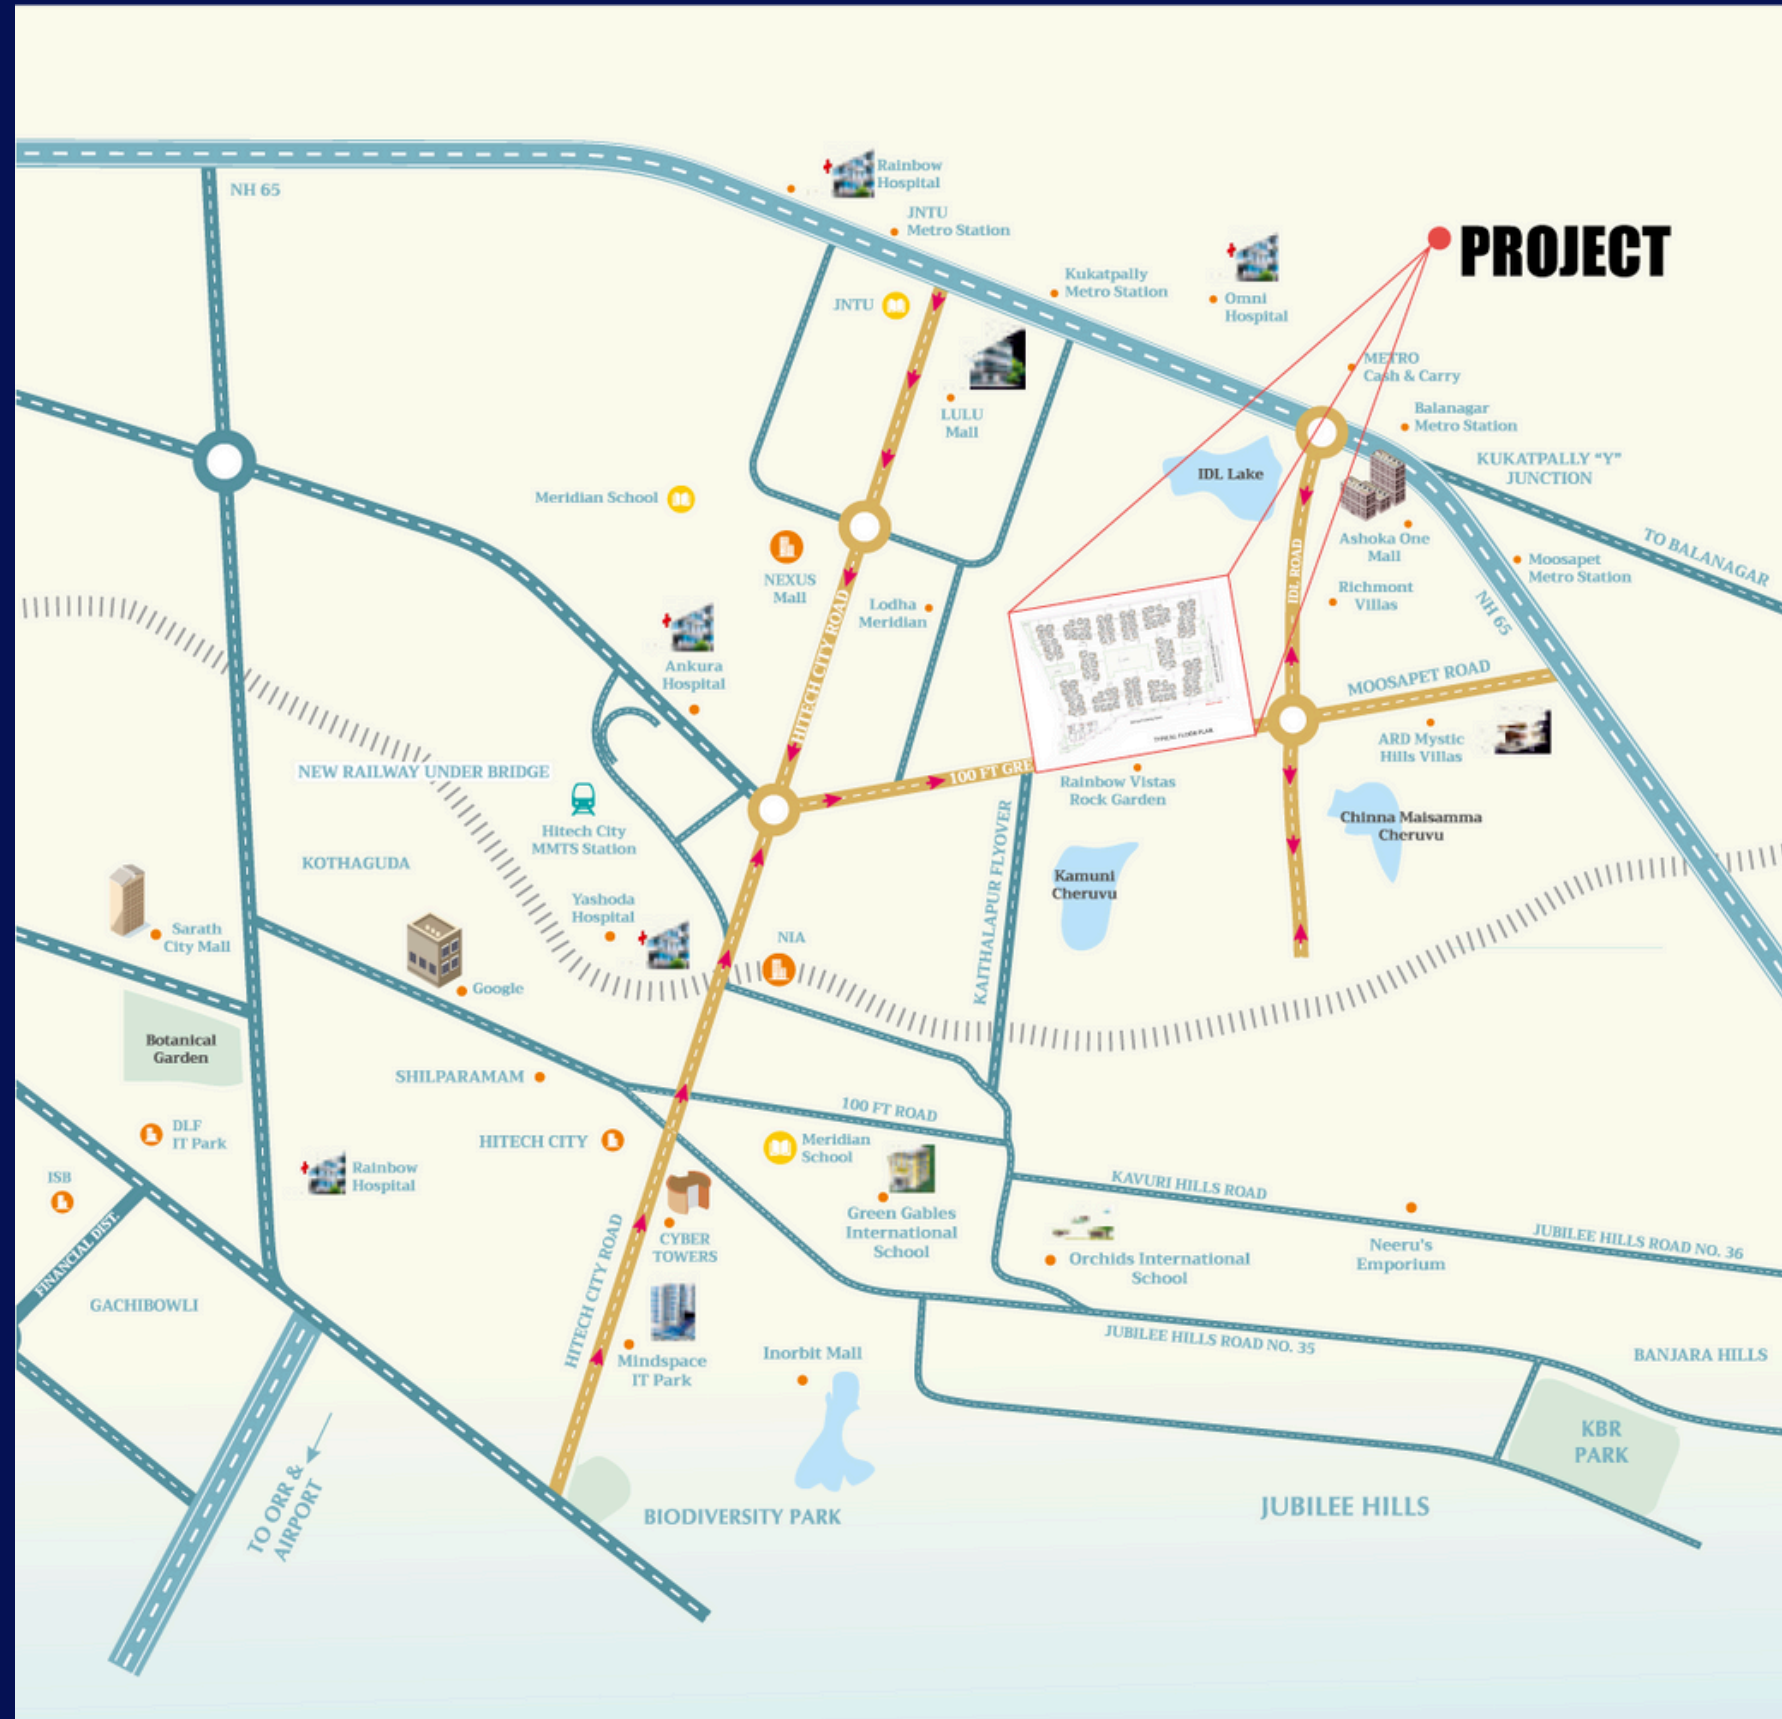 NH 65
Rainbow
Hospital
JNTU
Metro Station
PROJECT
Kukatpally
Metro Station
Omni
Hospital
JNTU
METRO
Cash & Carry
LULU
Mall
Balanagar
Metro Station
KUKATPALLY “Y”
JUNCTION
IDL Lake
Meridian School
Ashoka One
Mall
TO BALANAGAR
Moosapet
Metro Station
NEXUS
Mall
IDL ROAD
Richmont
Villas
NH 65
Lodha
Meridian
HITECH CITY ROAD
Ankura
Hospital
MOOSAPET ROAD
TYPICAL FLOOR PLAN
ARD Mystic
Hills Villas
NEW RAILWAY UNDER BRIDGE
100 FT GRE
Rainbow Vistas
Rock Garden
Hitech City
MMTS Station
Chinna Maisamma
Cheruvu
KOTHAGUDA
KAITHALAPUR FLYOVER
Kamuni
Cheruvu
Sarath
City Mall
Yashoda
Hospital
NIA
Google
Botanical
Garden
SHILPARAMAM
100 FT ROAD
DLF
IT Park
HITECH CITY
Meridian
School
ISB
Rainbow
Hospital
KAVURI HILLS ROAD
Green Gables
International
School
JUBILEE HILLS ROAD NO. 36
FINANCIAL DIST.
CYBER
TOWERS
Neeru's
Emporium
Orchids International
School
HITECH CITY ROAD
GACHIBOWLI
JUBILEE HILLS ROAD NO. 35
Inorbit Mall
BANJARA HILLS
Mindspace
IT Park
KBR
PARK
TO ORR &
AIRPORT
BIODIVERSITY PARK
JUBILEE HILLS